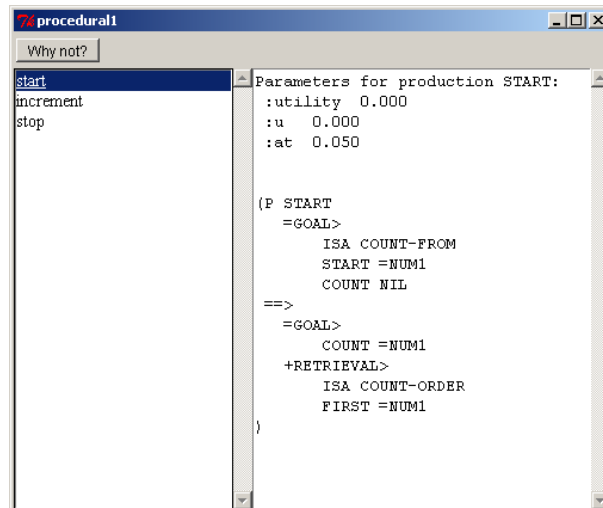 procedural1
Why not?
start
increment
stop
Parameters for production START:
:utility 0.000
:u 0.000
:at 0.050
(P START
=GOAL>
ISA COUNT-FROM
START =NUM1
COUNT NIL
==>
=GOAL>
COUNT =NUM1
+RETRIEVAL>
ISA COUNT-ORDER
FIRST =NUM1
)